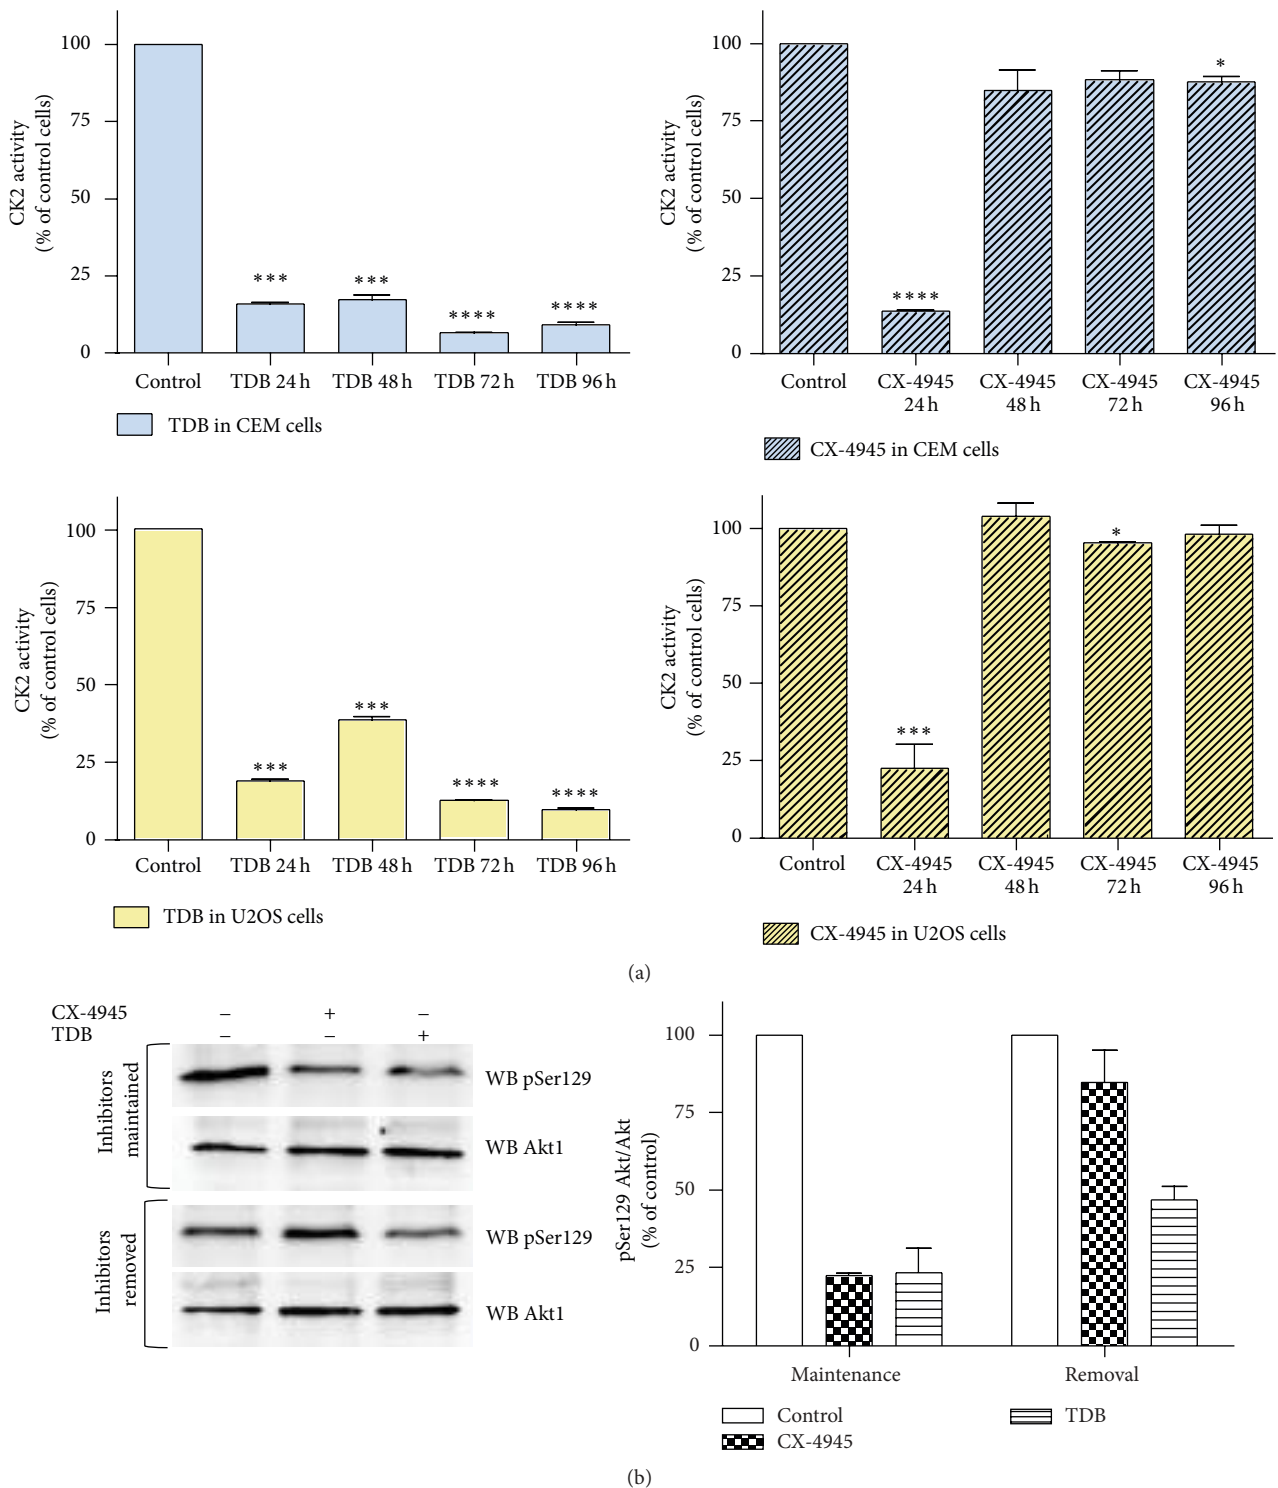 CK2 activity
(% of control cells)
100
75
50
25
0
***
***
****
****
Control
TDB 24 h
TDB 48 h
TDB 72 h
TDB 96 h
TDB in CEM cells
CK2 activity
(% of control cells)
100
75
50
25
0
****
*
Control
CX-4945
24 h
CX-4945
48 h
CX-4945
72 h
CX-4945
96 h
CX-4945 in CEM cells
CK2 activity
(% of control cells)
100
75
50
25
0
***
***
****
****
Control
TDB 24 h
TDB 48 h
TDB 72 h
TDB 96 h
TDB in U2OS cells
CK2 activity
(% of control cells)
100
75
50
25
0
***
*
Control
CX-4945
24 h
CX-4945
48 h
CX-4945
72 h
CX-4945
96 h
CX-4945 in U2OS cells
(a)
CX-4945 – + –
TDB – – +
Inhibitors
maintained
WB pSer129
WB Akt1
Inhibitors
removed
WB pSer129
WB Akt1
pSer129 Akt/Akt
(% of control)
100
75
50
25
0
Maintenance
Removal
Control
CX-4945
TDB
(b)